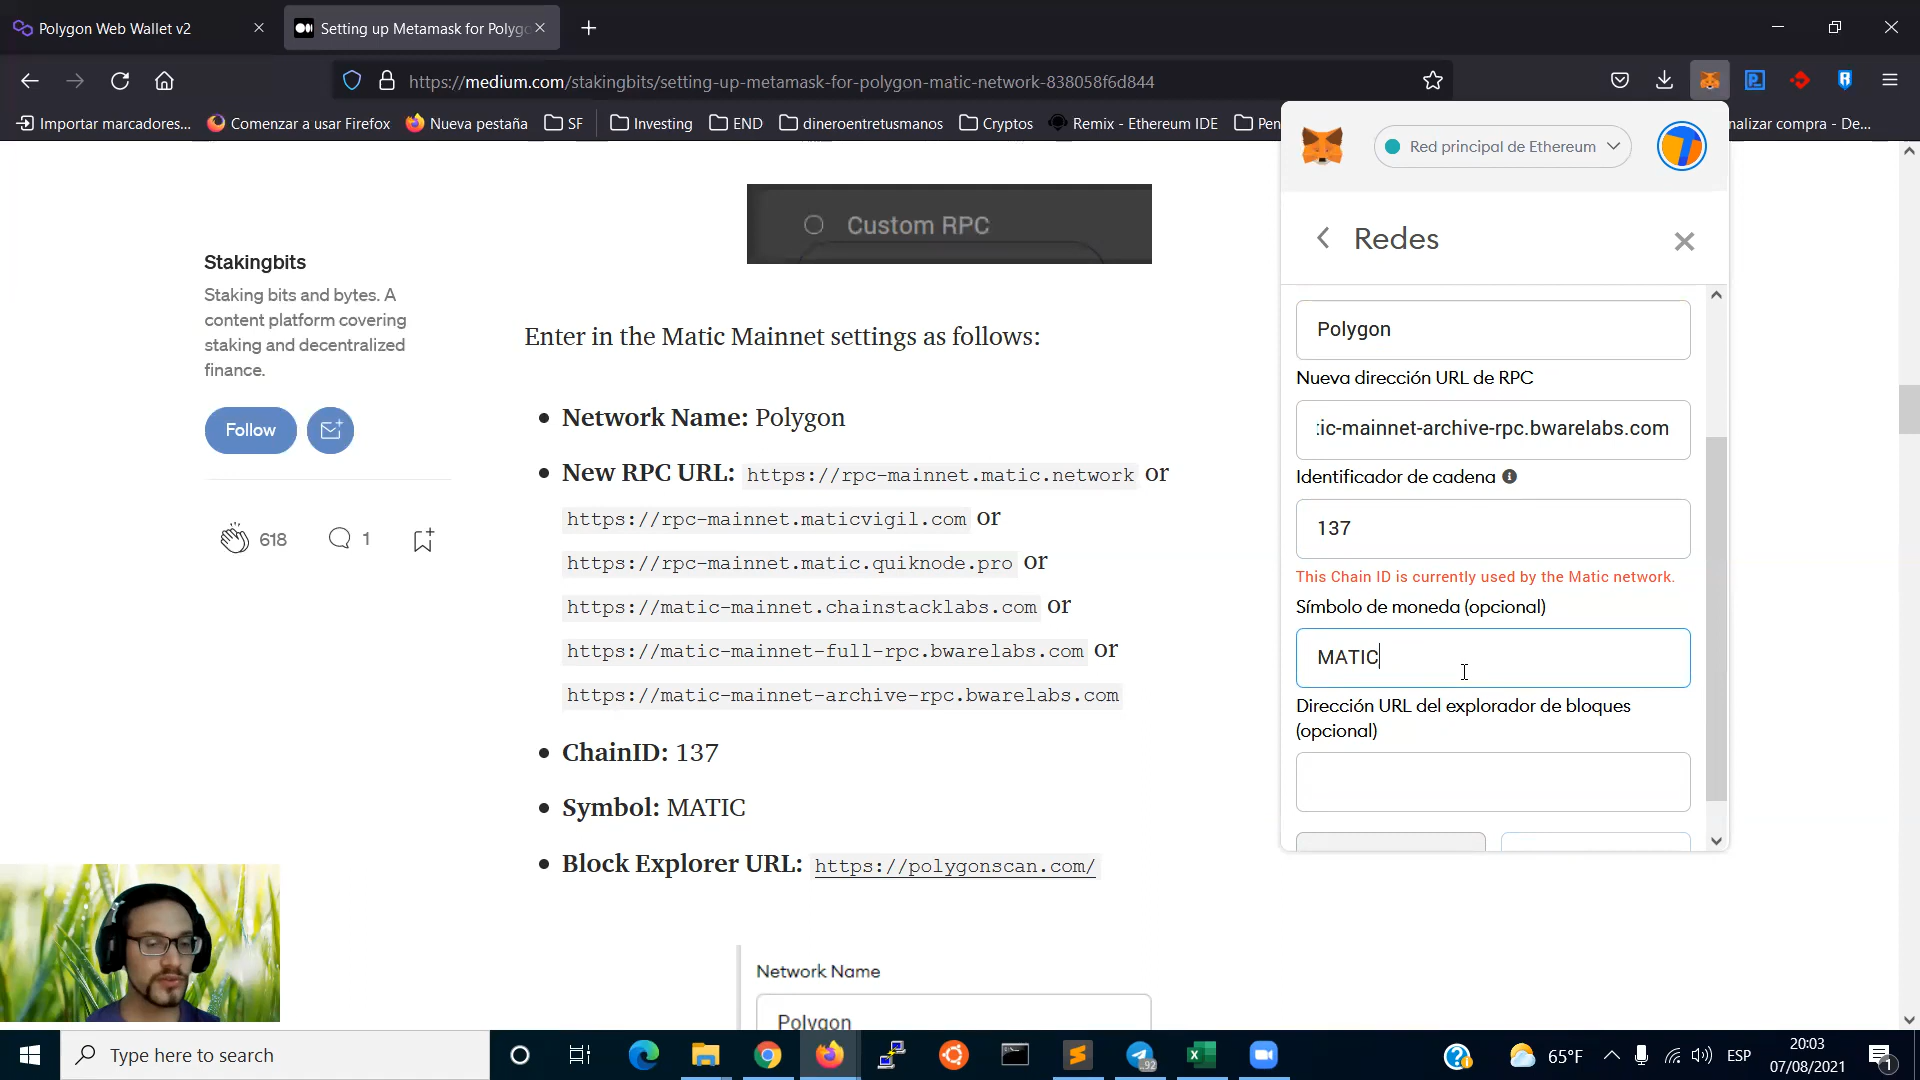 Polygon Web Wallet v2
Setting up Metamask for Polygo
https://medium.com/stakingbits/setting-up-metamask-for-polygon-matic-network-838058f6d844
Importar marcadores...
Comenzar a usar Firefox
Nueva pestaña
SF
Investing
END
dineroentretusmanos
Cryptos
Remix - Ethereum IDE
Pen
nalizar compra - De...
Red principal de Ethereum
Custom RPC
Redes
Stakingbits
Staking bits and bytes. A
content platform covering
staking and decentralized
finance.
Follow
618
1
Enter in the Matic Mainnet settings as follows:
Network Name: Polygon
New RPC URL: https://rpc-mainnet.matic.network or
https://rpc-mainnet.maticvigil.com or
https://rpc-mainnet.matic.quiknode.pro or
https://matic-mainnet.chainstacklabs.com or
https://matic-mainnet-full-rpc.bwarelabs.com or
https://matic-mainnet-archive-rpc.bwarelabs.com
ChainID: 137
Symbol: MATIC
Block Explorer URL: https://polygonscan.com/
Network Name
Polygon
Polygon
Nueva dirección URL de RPC
tic-mainnet-archive-rpc.bwarelabs.com
Identificador de cadena
137
This Chain ID is currently used by the Matic network.
Símbolo de moneda (opcional)
MATIC
Dirección URL del explorador de bloques
(opcional)
Type here to search
92
65°F
ESP
20:03
07/08/2021
1